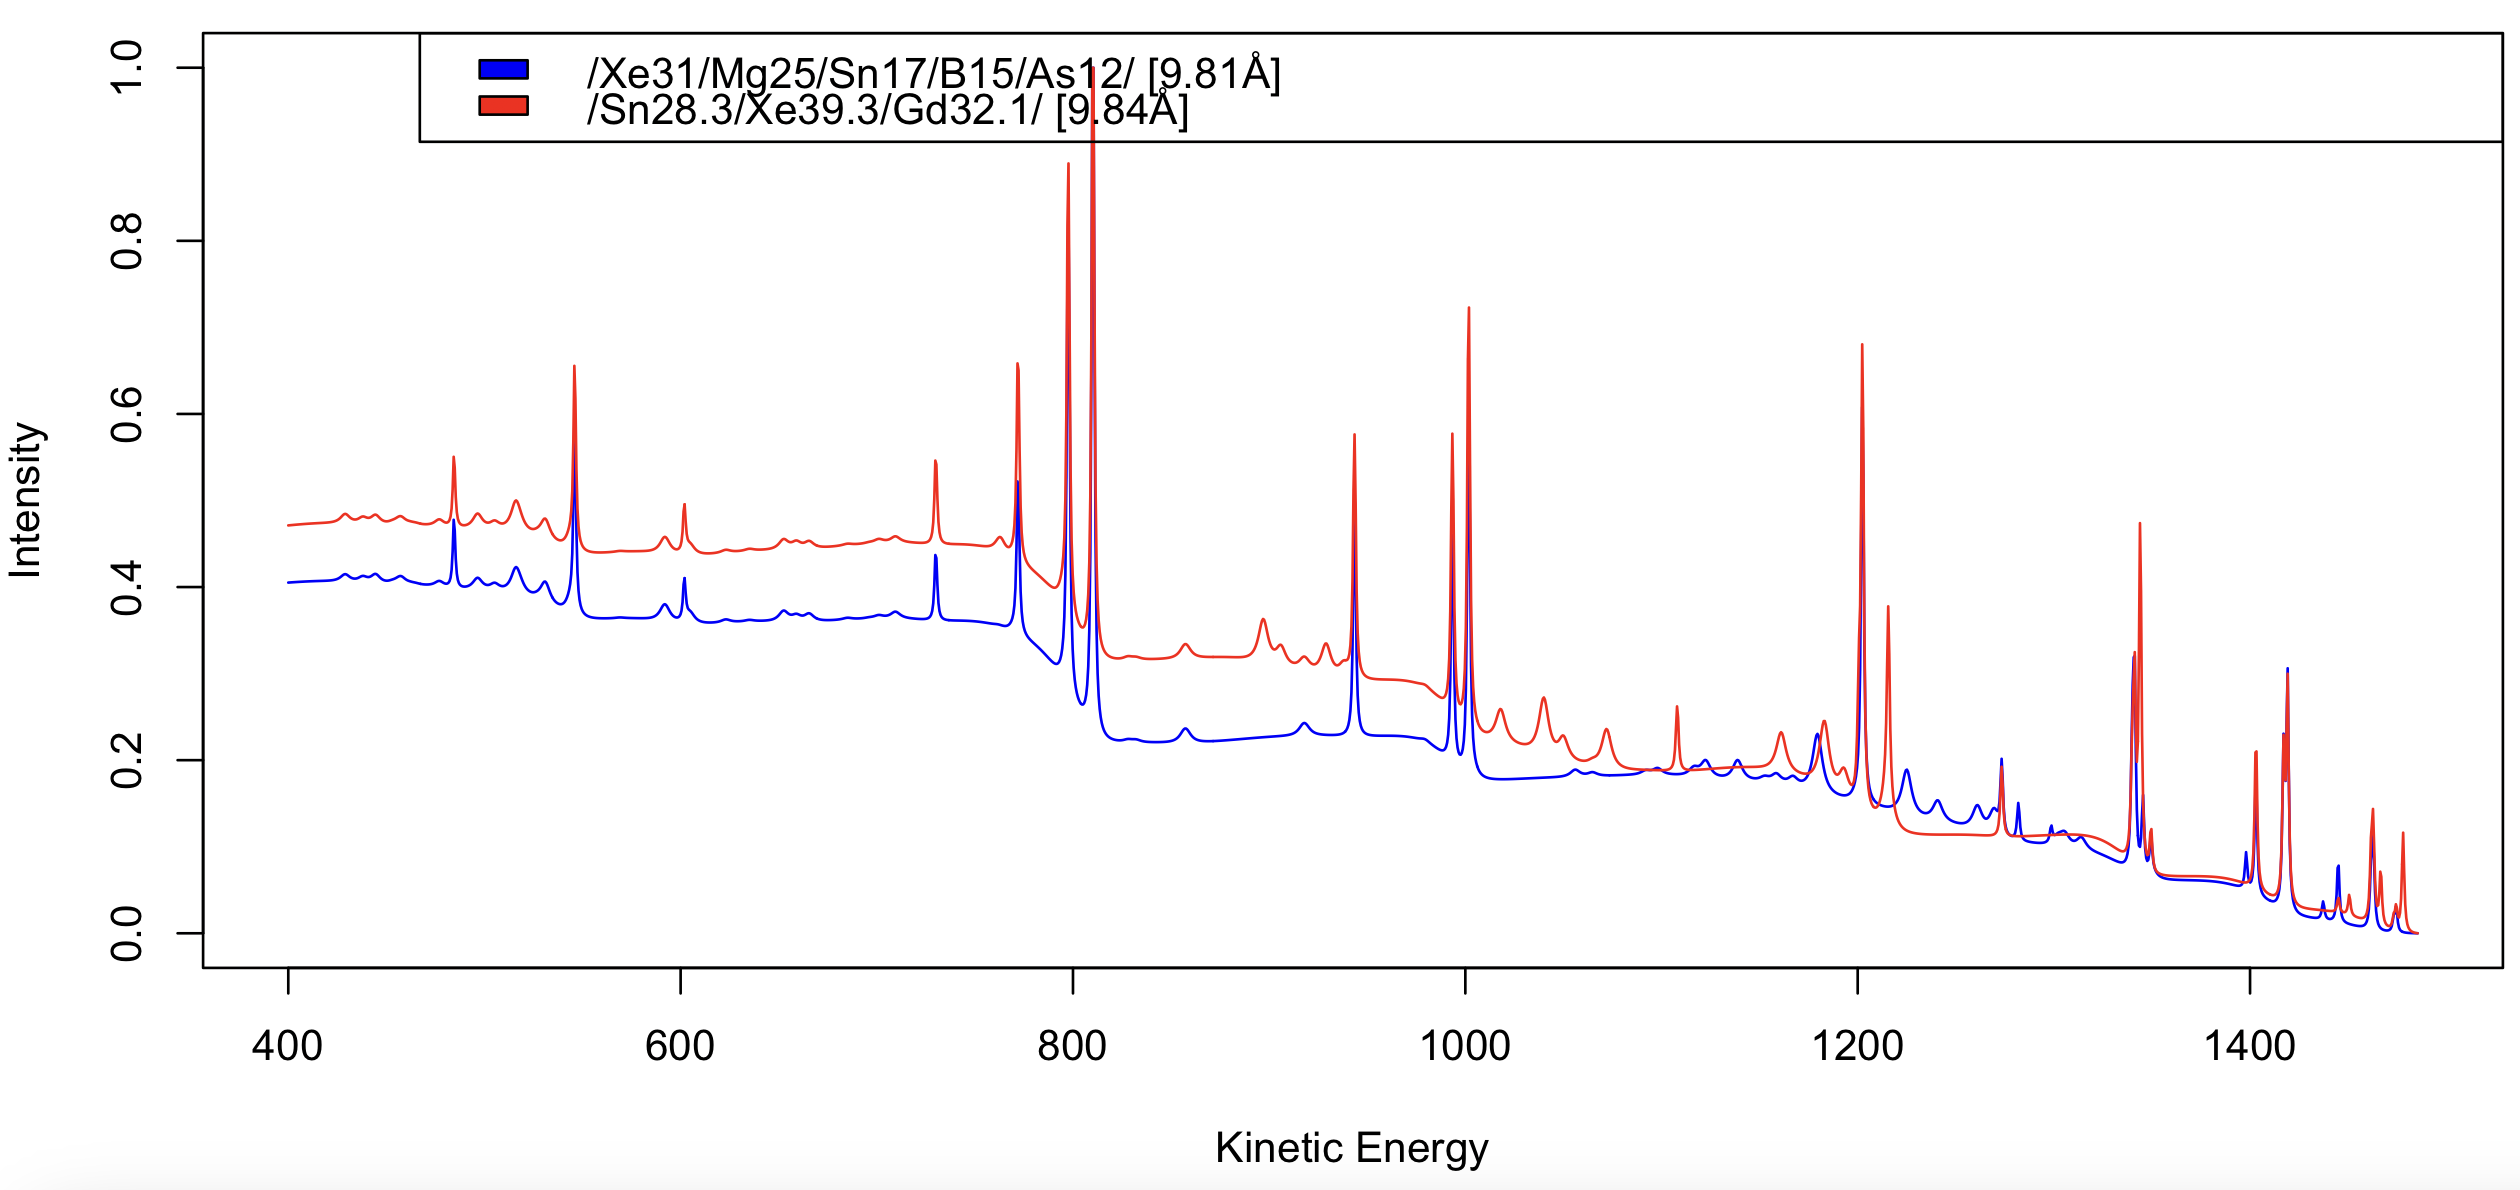 /Xe31/Mg25/Sn17/B15/As12/ [9.81Å]
/Sn28.3/Xe39.3/Gd32.1/ [9.84Å]
Intensity
1.0
0.8
0.6
0.4
0.2
0.0
400 600 800 1000 1200 1400
Kinetic Energy